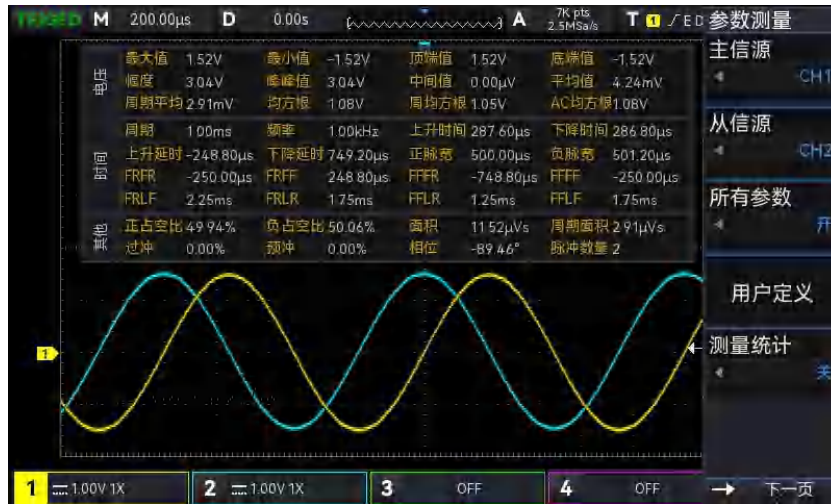 TRIGED M 200.00μs D 0.00s A 7K pts 2.5MSa/s T 1 ED 参数测量
主信源
CH1
从信源
CH2
所有参数
开
用户定义
测量统计
关
下一页
电压
最大值 1.52V 最小值 -1.52V 顶端值 1.52V 底端值 -1.52V
幅度 3.04V 峰峰值 3.04V 中间值 0.00μV 平均值 4.24mV
周期平均 2.91mV 均方根 1.08V 周均方根 1.05V AC均方根 1.08V
时间
周期 1.00ms 频率 1.00kHz 上升时间 287.60μs 下降时间 286.80μs
上升延时 -248.80μs 下降延时 749.20μs 正脉宽 500.00μs 负脉宽 501.20μs
FRFR -250.00μs FRFF 248.80μs FFFR -748.80μs FFFF -250.00μs
FRLF 2.25ms FRLR 1.75ms FFLR 1.25ms FFLF 1.75ms
其他
正占空比 49.94% 负占空比 50.06% 面积 11.52μVs 周期面积 2.91μVs
过冲 0.00% 预冲 0.00% 相位 -89.46° 脉冲数量 2
1
1 1.00V 1X 2 1.00V 1X 3 OFF 4 OFF